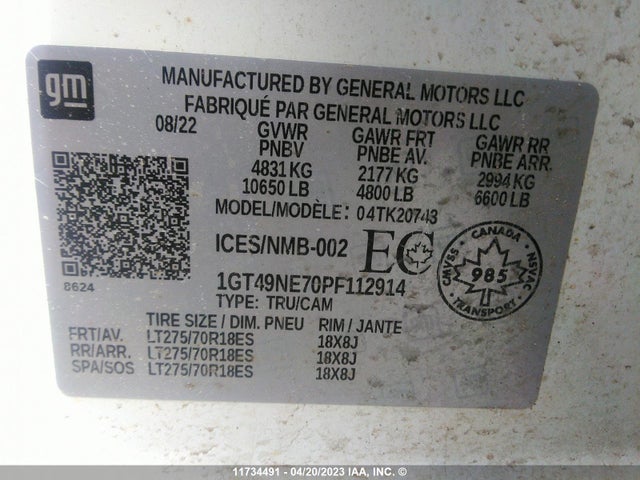 gm
MANUFACTURED BY GENERAL MOTORS LLC
FABRIQUÉ PAR GENERAL MOTORS LLC
08/22
GVWR GAWR FRT GAWR RR
PNBV PNBE AV. PNBE ARR.
4831 KG 2177 KG 2994 KG
10650 LB 4800 LB 6600 LB
MODEL/MODÈLE: 04TK20743
ICES/NMB-002 EC
CANADA
CMVSS 985 NSVAC
8624
1GT49NE70PF112914
TYPE: TRU/CAM
TIRE SIZE / DIM. PNEU RIM / JANTE
FRT/AV. LT275/70R18ES 18X8J
RR/ARR. LT275/70R18ES 18X8J
SPA/SOS LT275/70R18ES 18X8J
11734491 - 04/20/2023 IAA, INC. ©